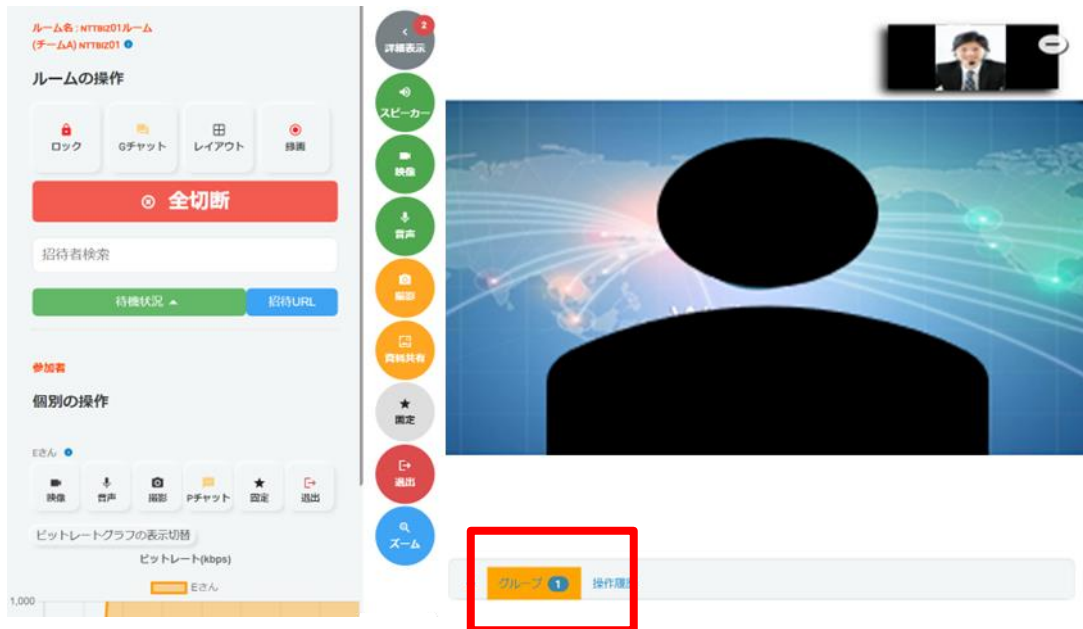 ルーム名 : NTTBIZ01ルーム
(チームA) NTTBIZ01
ルームの操作
ロック
Gチャット
レイアウト
録画
全切断
招待者検索
待機状況
招待URL
参加者
個別の操作
Eさん
映像
音声
撮影
Pチャット
固定
退出
ビットレートグラフの表示切替
ビットレート(kbps)
Eさん
1,000
2
詳細表示
スピーカー
映像
音声
撮影
資料共有
固定
退出
ズーム
グループ 1
操作履歴